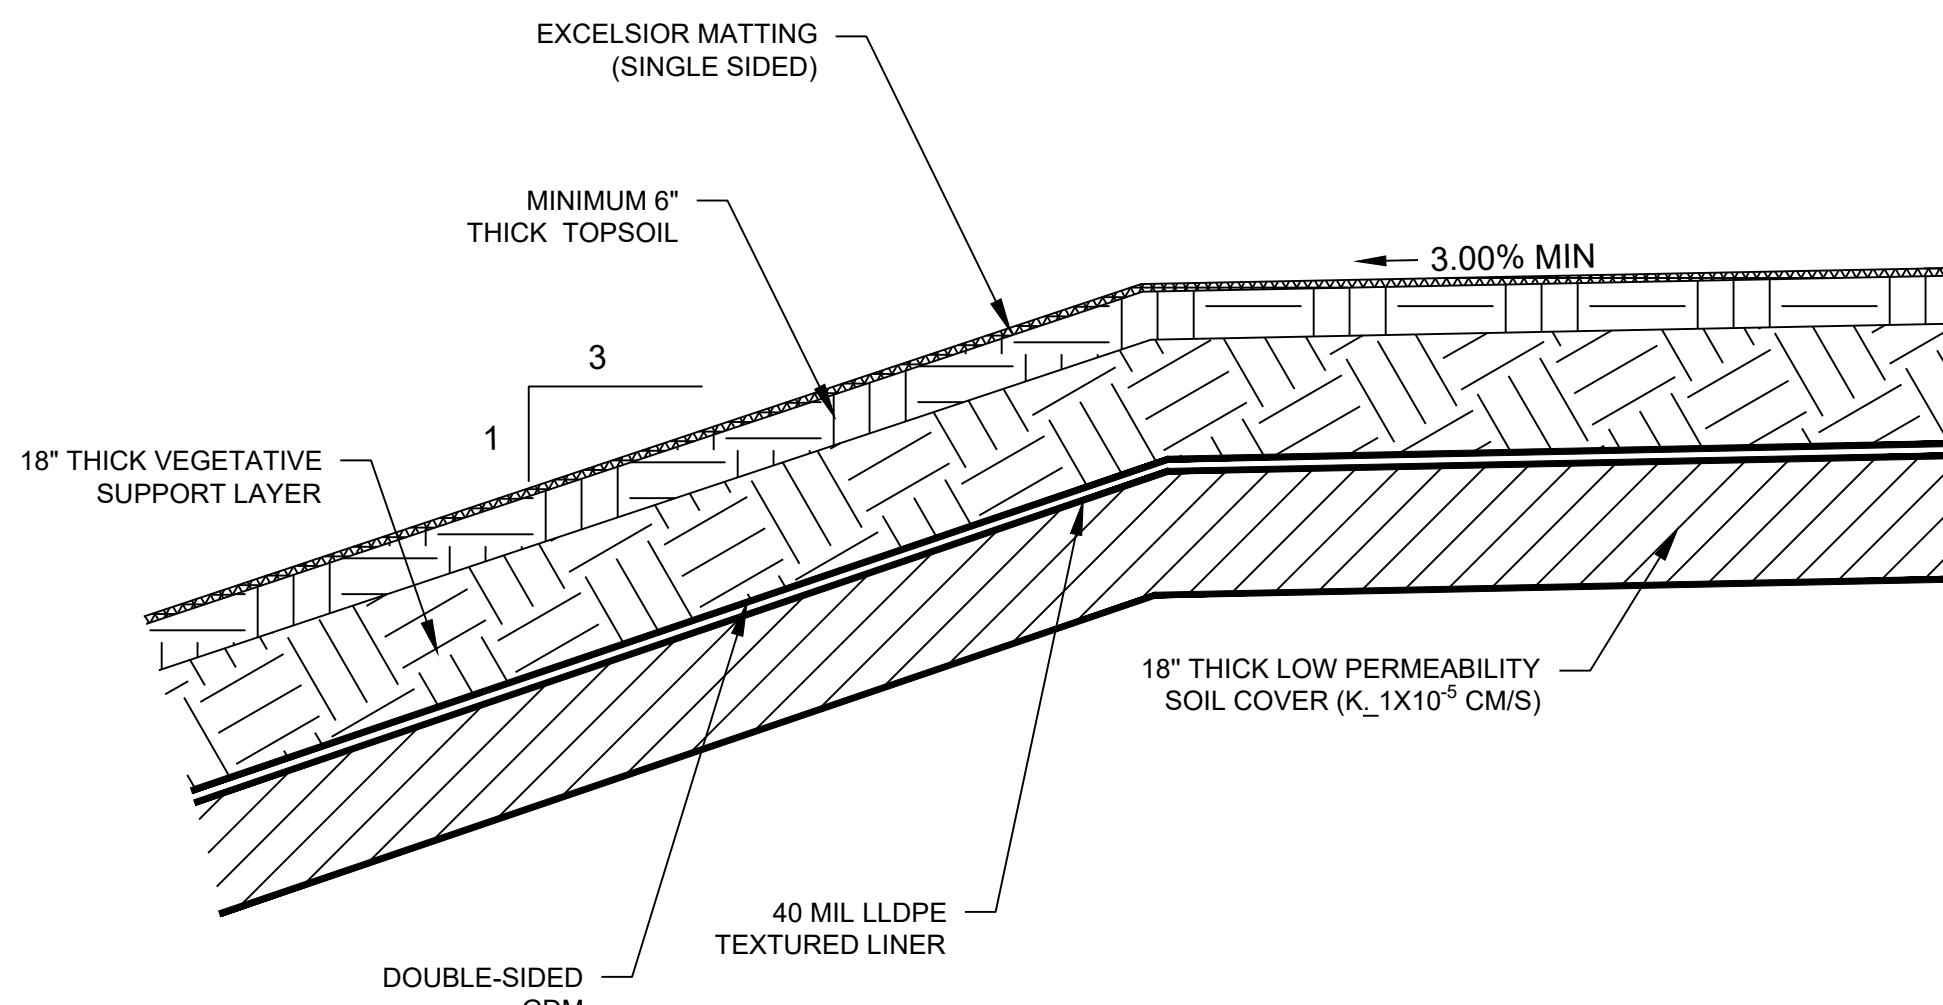 EXCELSIOR MATTING
(SINGLE SIDED)
MINIMUM 6"
THICK TOPSOIL
3.00% MIN
3
1
18" THICK VEGETATIVE
SUPPORT LAYER
18" THICK LOW PERMEABILITY
SOIL COVER (K._1X10⁻⁵ CM/S)
40 MIL LLDPE
TEXTURED LINER
DOUBLE-SIDED